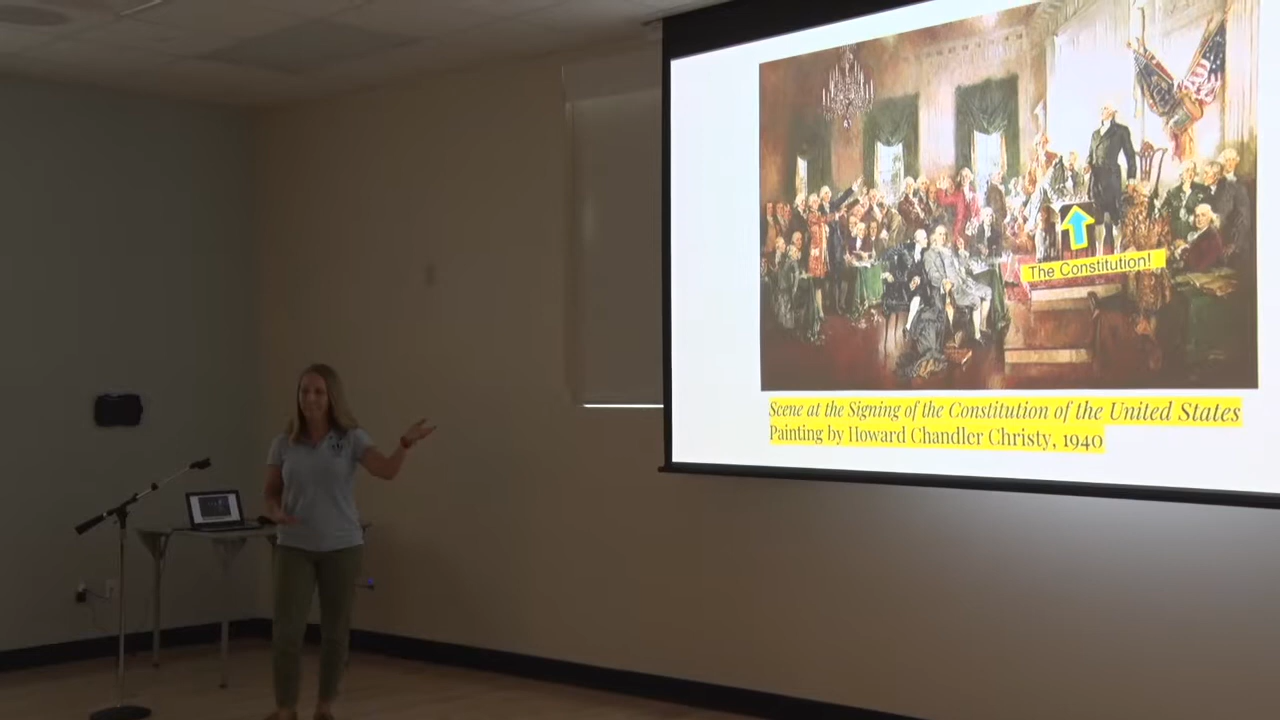 The Constitution!
Scene at the Signing of the Constitution of the United States
Painting by Howard Chandler Christy, 1940